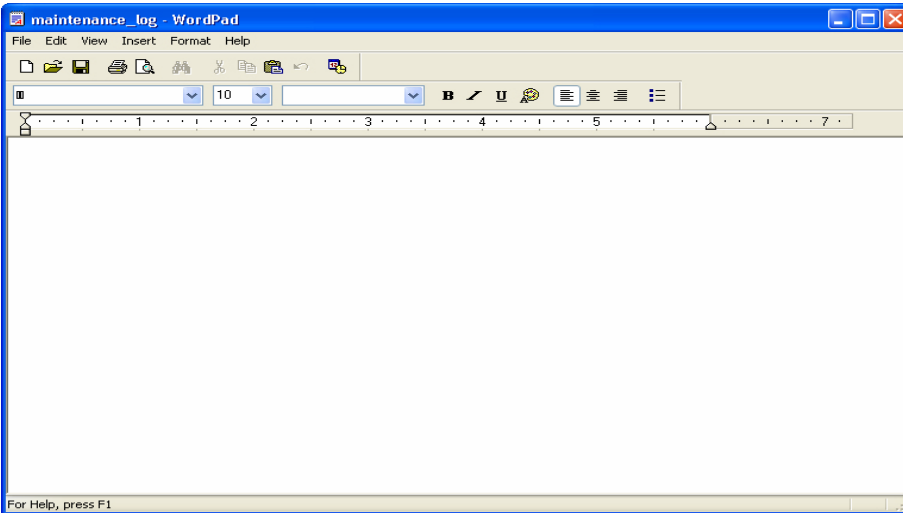 maintenance_log - WordPad
File Edit View Insert Format Help
10
B I U
1 2 3 4 5 7
For Help, press F1